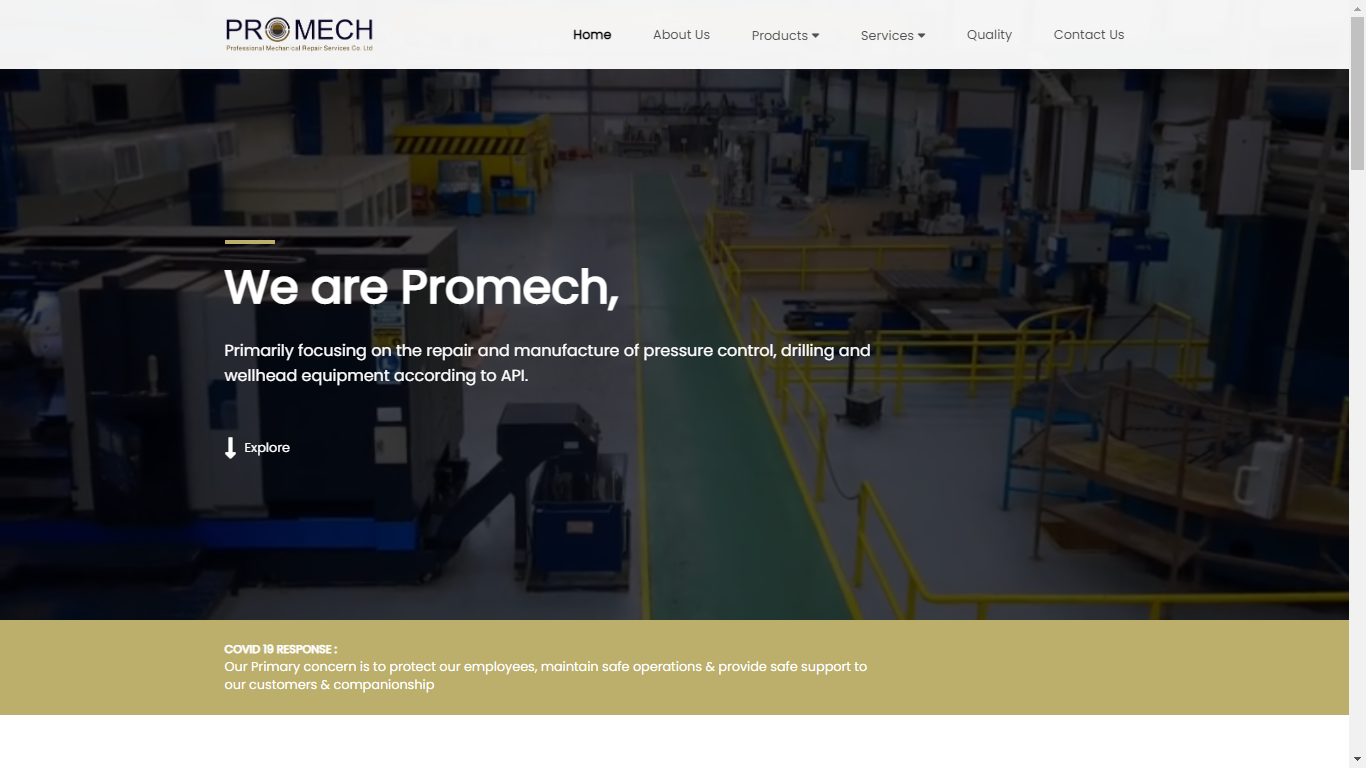 PROMECH
Professional Mechanical Repair Services Co. Ltd
Home
About Us
Products
Services
Quality
Contact Us
We are Promech,
Primarily focusing on the repair and manufacture of pressure control, drilling and
wellhead equipment according to API.
Explore
COVID 19 RESPONSE :
Our Primary concern is to protect our employees, maintain safe operations & provide safe support to
our customers & companionship